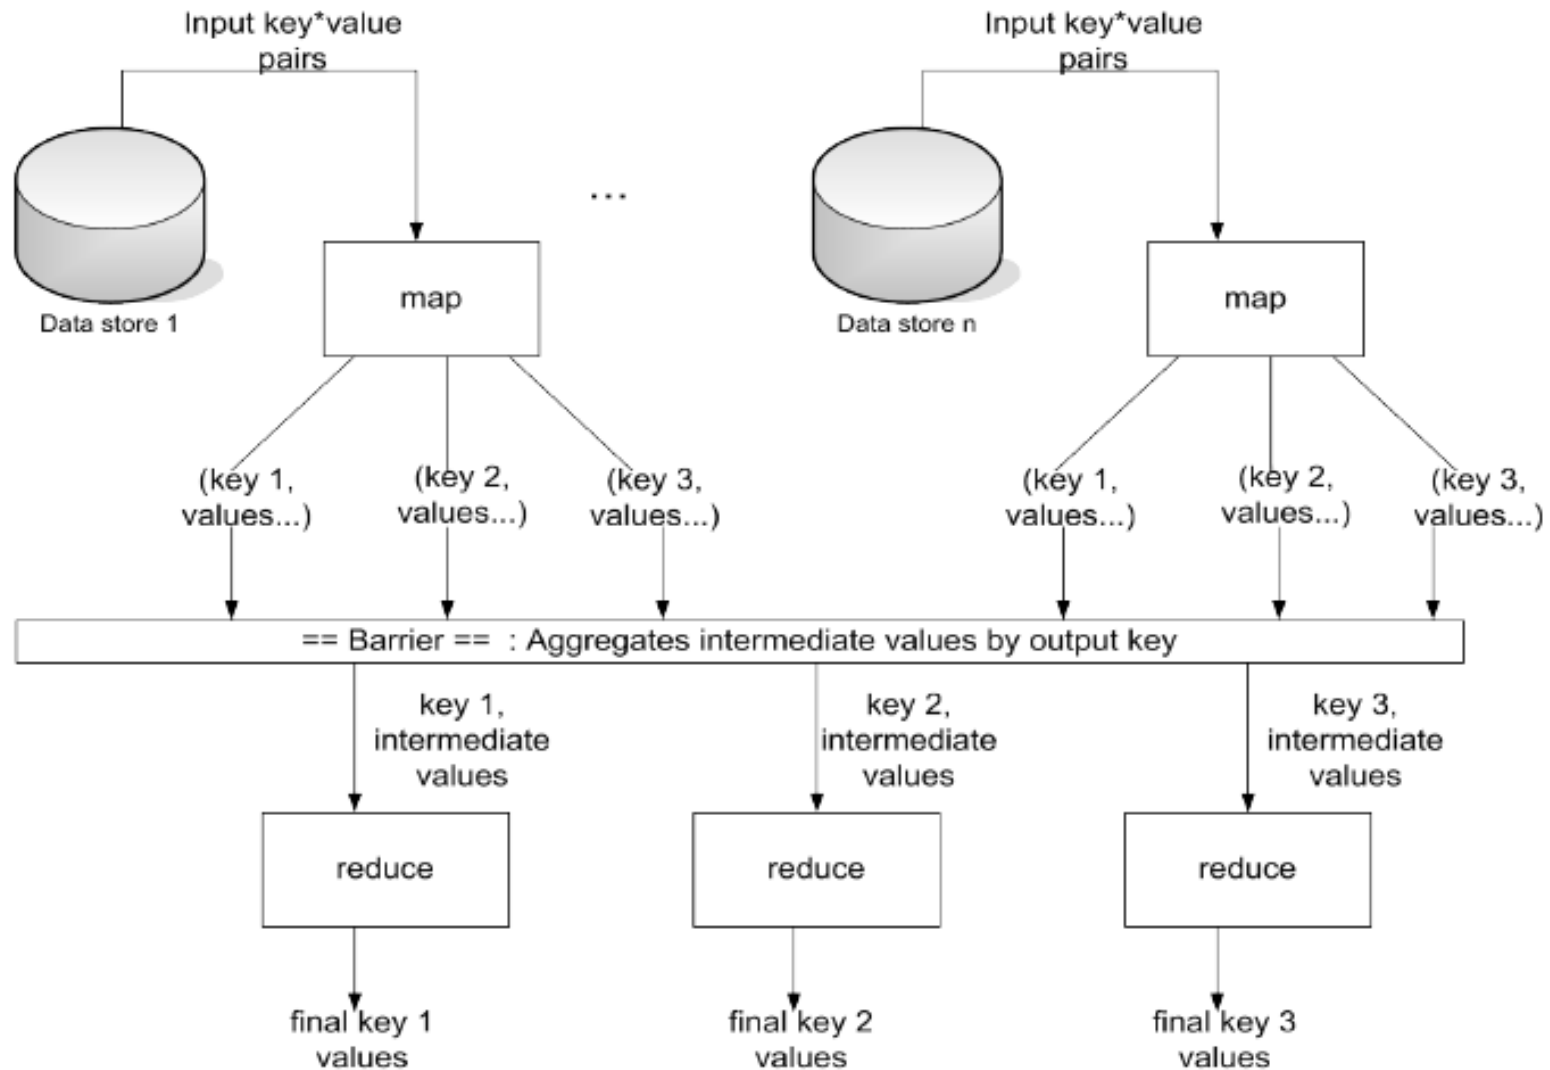 Input key*value
pairs
Input key*value
pairs
...
map
map
Data store 1
Data store n
(key 1,
values...)
(key 2,
values...)
(key 3,
values...)
(key 1,
values...)
(key 2,
values...)
(key 3,
values...)
== Barrier == : Aggregates intermediate values by output key
key 1,
intermediate
values
key 2,
intermediate
values
key 3,
intermediate
values
reduce
reduce
reduce
final key 1
values
final key 2
values
final key 3
values